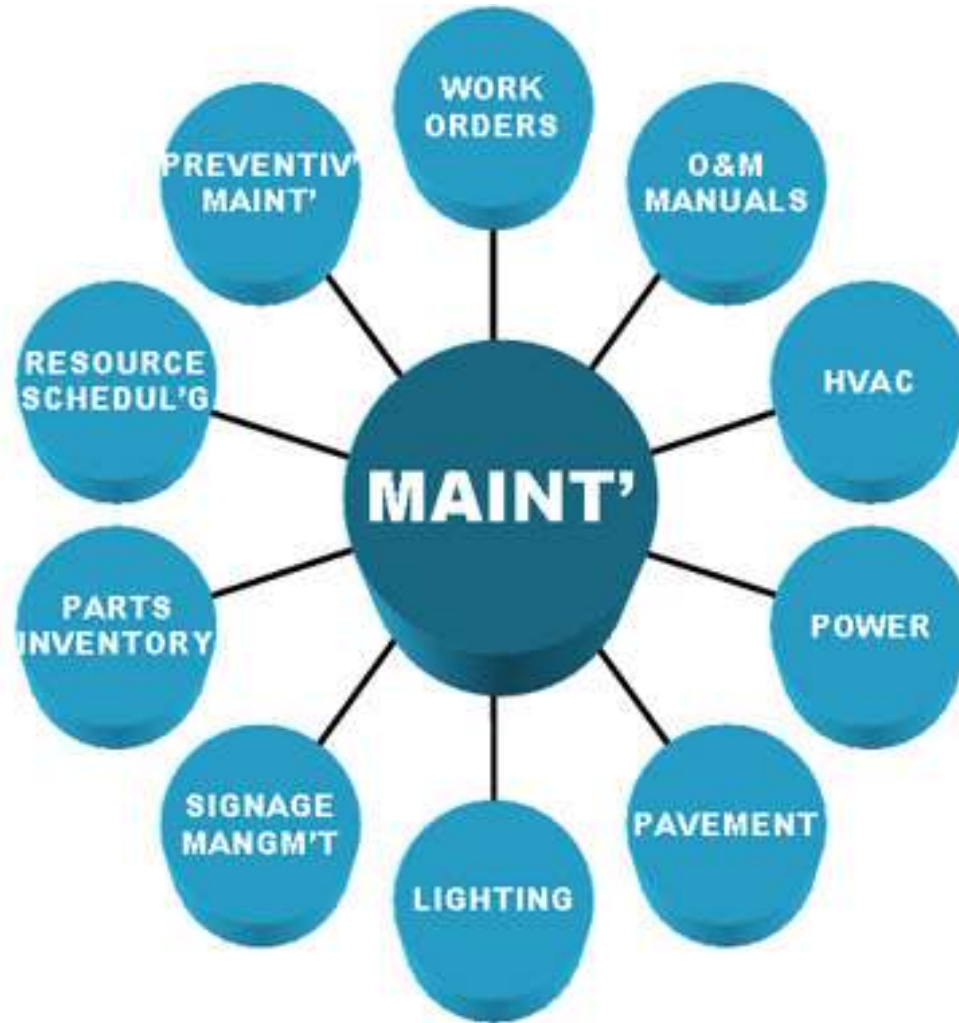 WORK
ORDERS
O&M
MANUALS
HVAC
POWER
PAVEMENT
LIGHTING
SIGNAGE
MANGM'T
PARTS
INVENTORY
RESOURCE
SCHEDUL'G
PREVENTIV'
MAINT'
MAINT'